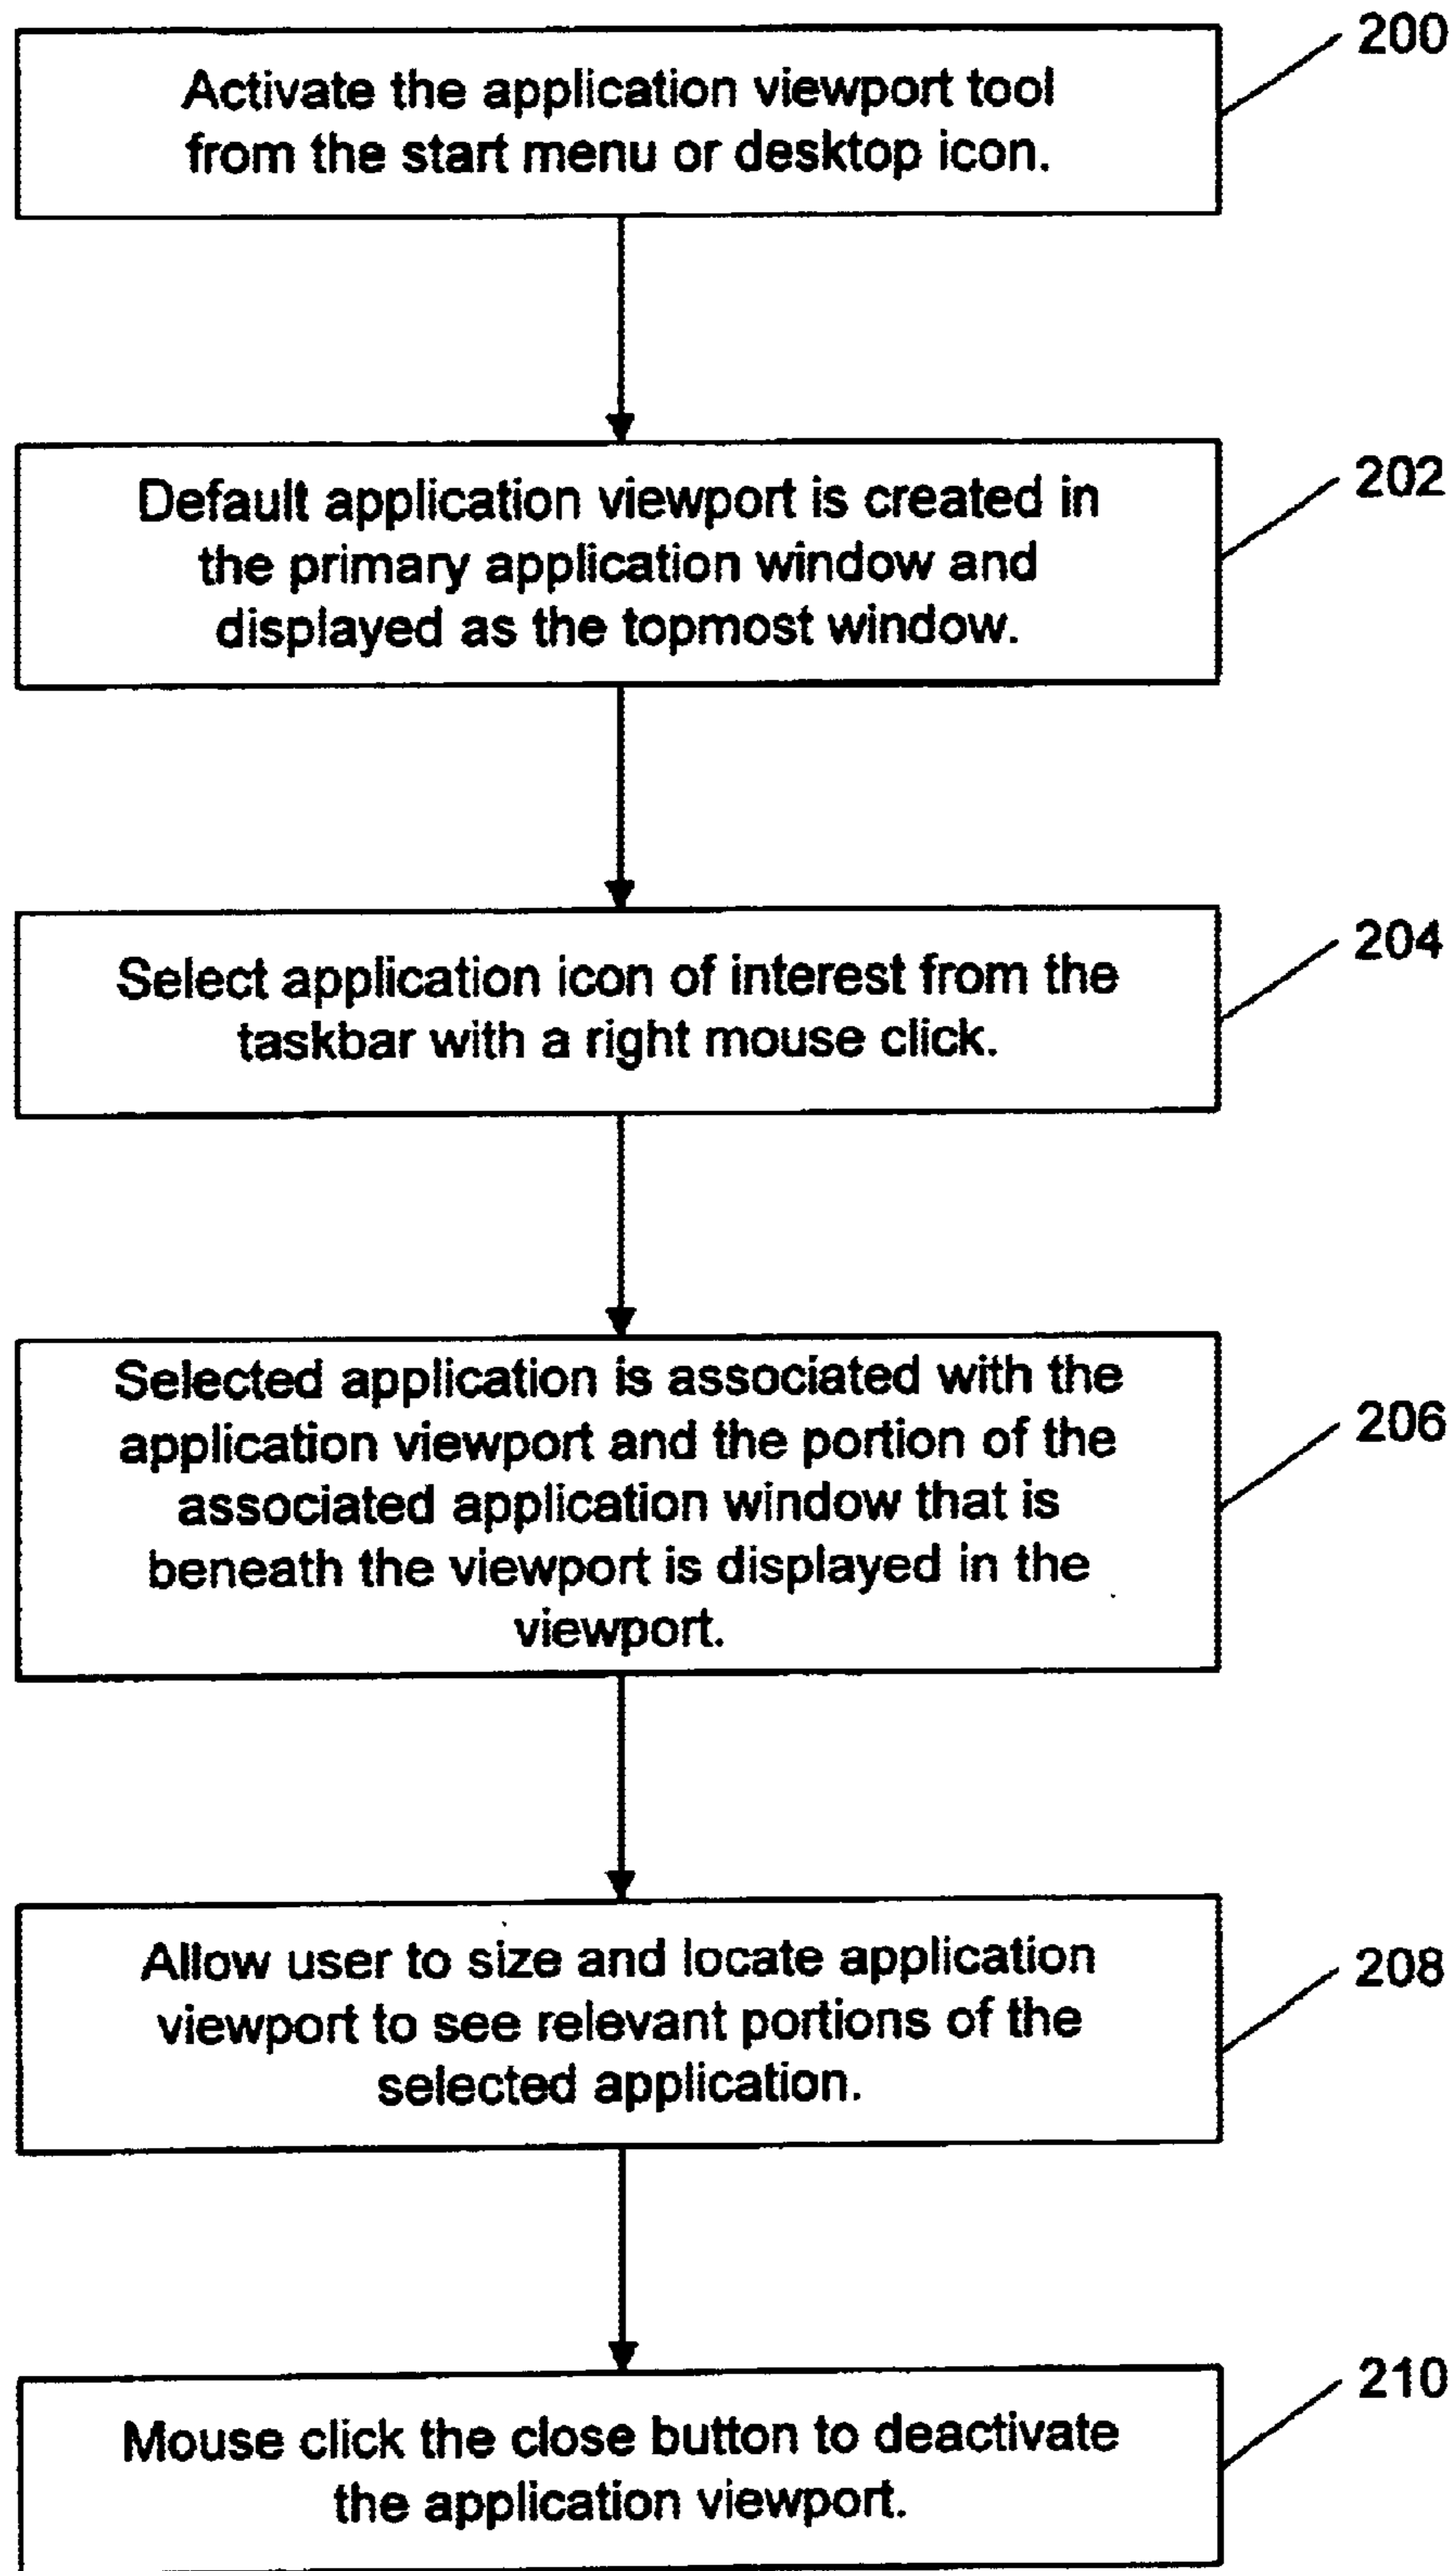 200
Activate the application viewport tool
from the start menu or desktop icon.
202
Default application viewport is created in
the primary application window and
displayed as the topmost window.
204
Select application icon of interest from the
taskbar with a right mouse click.
206
Selected application is associated with the
application viewport and the portion of the
associated application window that is
beneath the viewport is displayed in the
viewport.
208
Allow user to size and locate application
viewport to see relevant portions of the
selected application.
210
Mouse click the close button to deactivate
the application viewport.